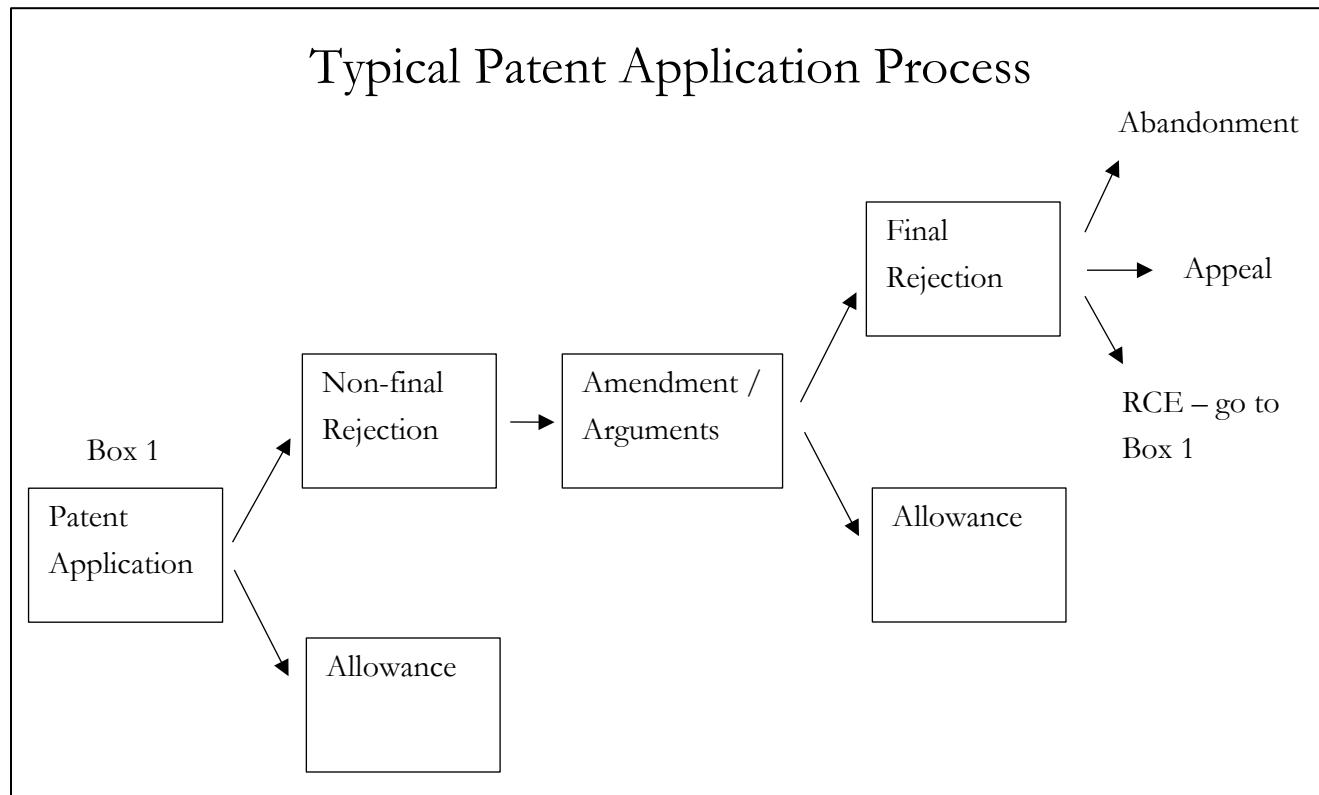 Typical Patent Application Process
Abandonment
Final
Rejection
Appeal
Non-final
Rejection
Amendment /
Arguments
RCE – go to
Box 1
Box 1
Patent
Application
Allowance
Allowance